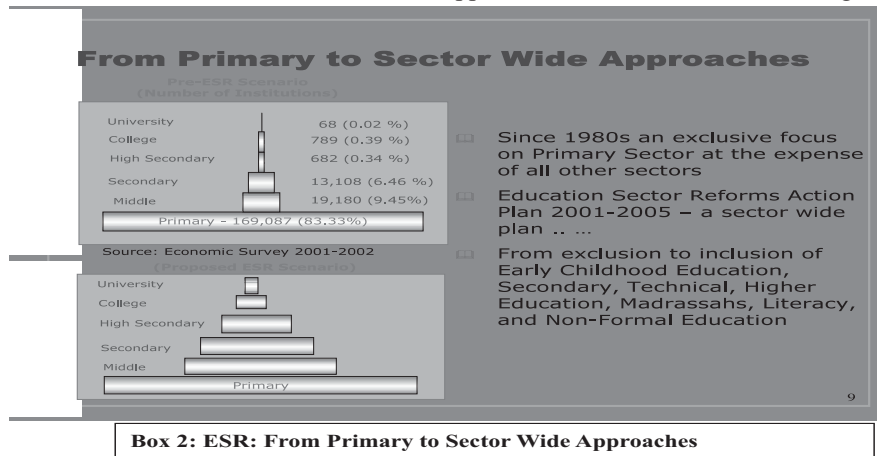 From Primary to Sector Wide Approaches
Pre-ESR Scenario
(Number of Institutions)
University 68 (0.02 %)
College 789 (0.39 %)
High Secondary 682 (0.34 %)
Secondary 13,108 (6.46 %)
Middle 19,180 (9.45%)
Primary - 169,087 (83.33%)
Source: Economic Survey 2001-2002
(Proposed ESR Scenario)
University
College
High Secondary
Secondary
Middle
Primary
Since 1980s an exclusive focus
on Primary Sector at the expense
of all other sectors
Education Sector Reforms Action
Plan 2001-2005 – a sector wide
plan .. ...
From exclusion to inclusion of
Early Childhood Education,
Secondary, Technical, Higher
Education, Madrassahs, Literacy,
and Non-Formal Education
9
Box 2: ESR: From Primary to Sector Wide Approaches